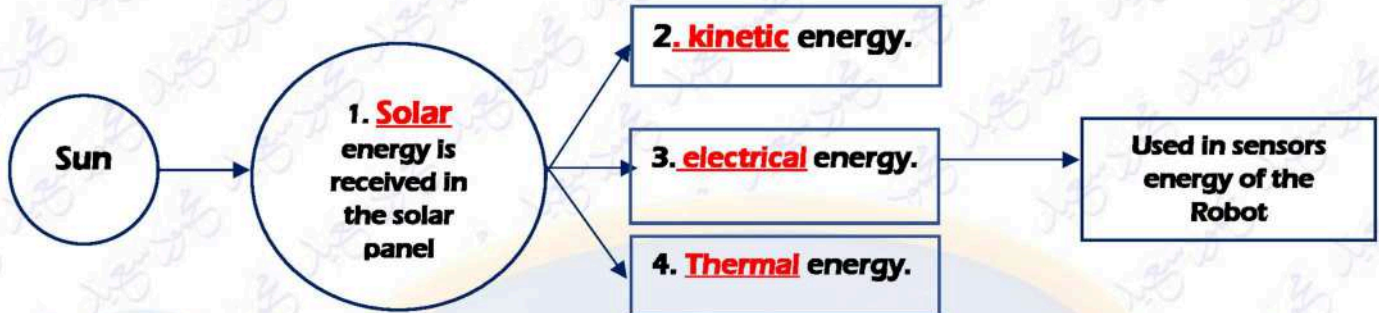 Sun
1. Solar
energy is
received in
the solar
panel
2. kinetic energy.
3. electrical energy.
4. Thermal energy.
Used in sensors
energy of the
Robot